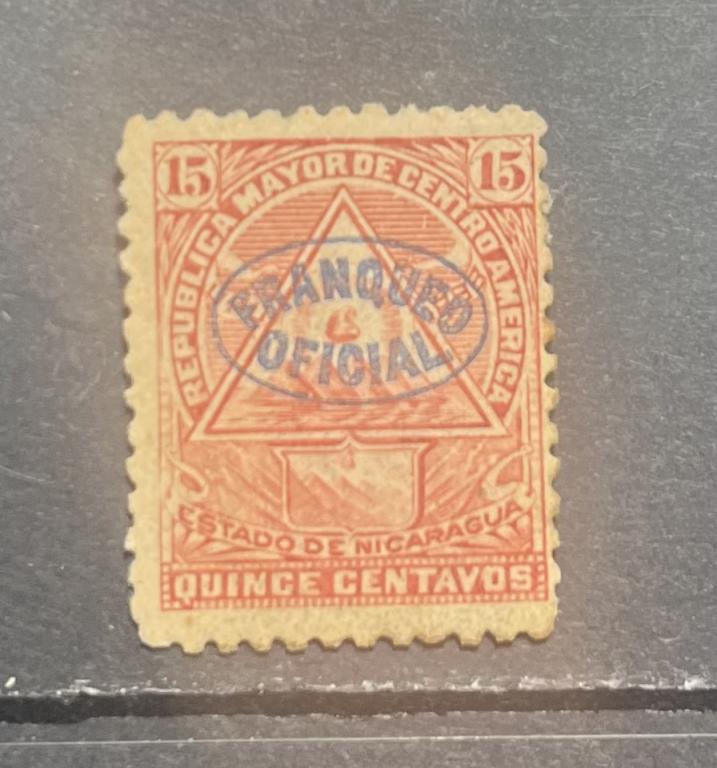 15 15
REPUBLICA MAYOR DE CENTRO AMERICA
FRANQUEO
OFICIAL
ESTADO DE NICARAGUA
QUINCE CENTAVOS